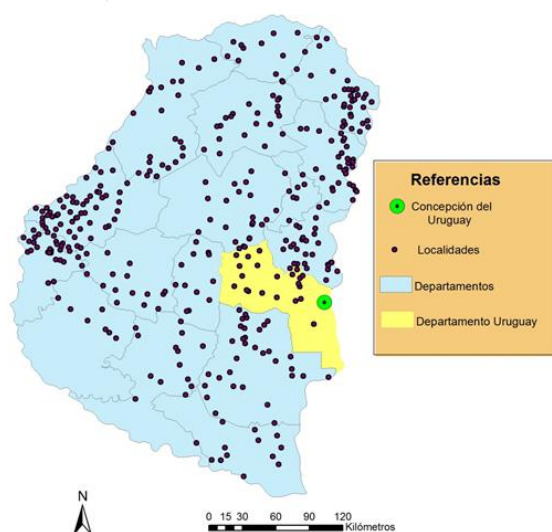 Referencias
Concepción del
Uruguay
Localidades
Departamentos
Departamento Uruguay
N
0 15 30 60 90 120
Kilómetros